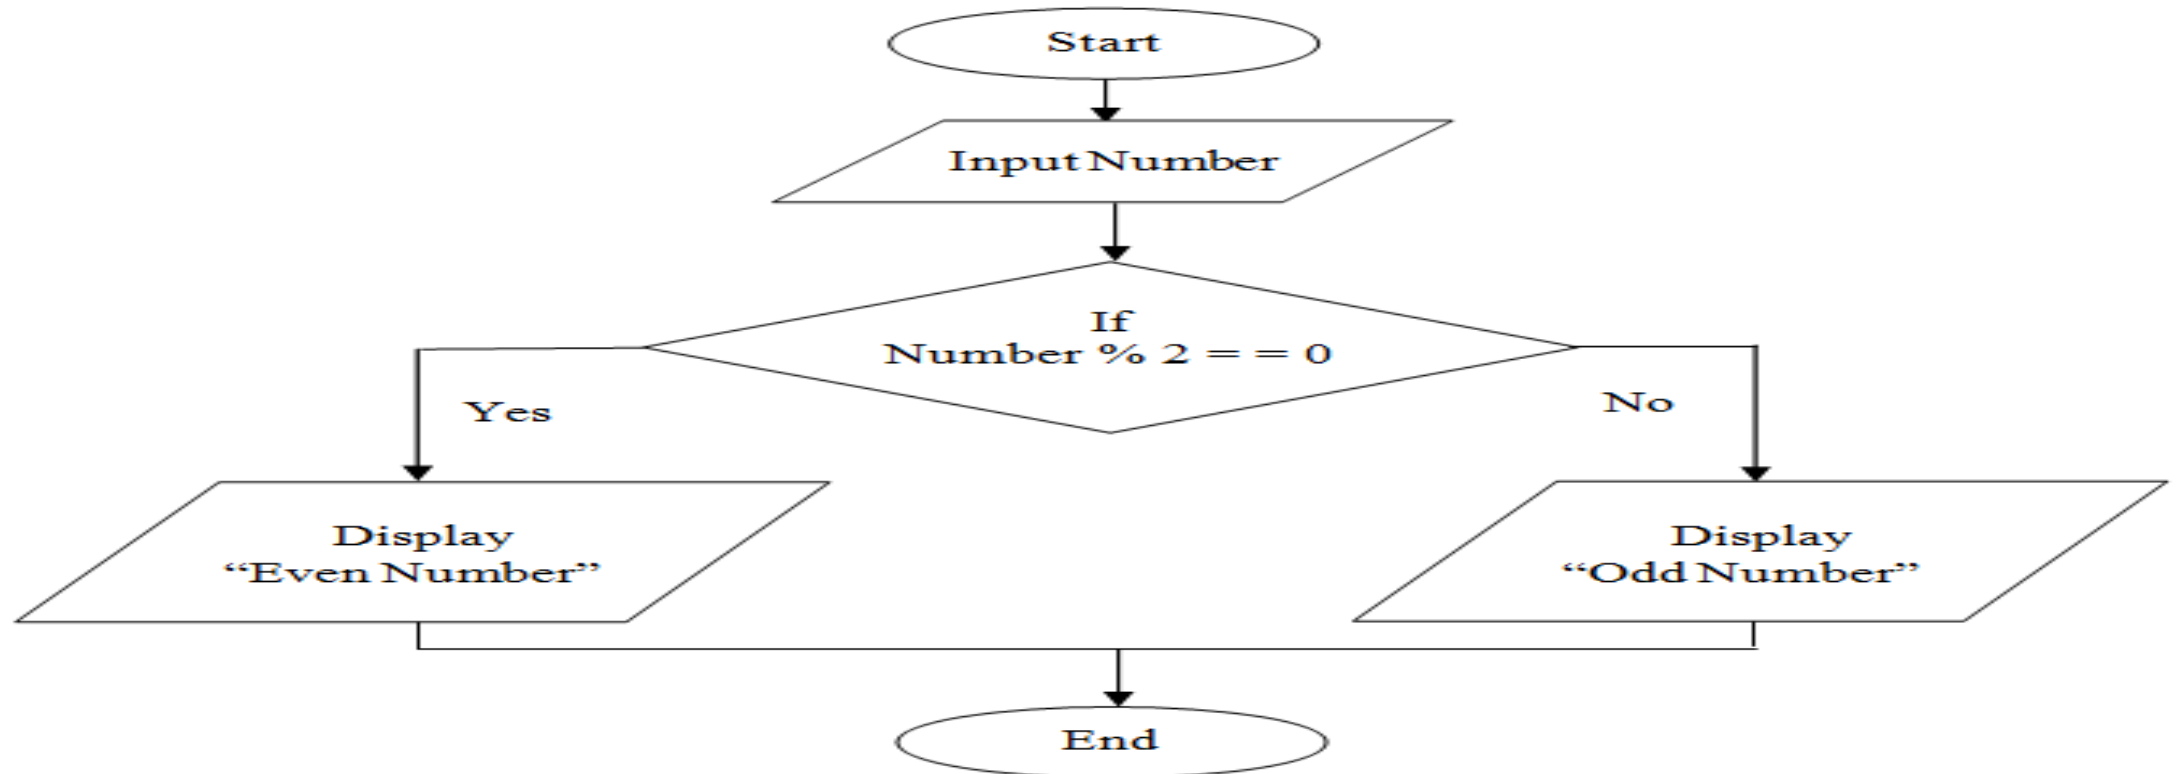 Start
Input Number
If
Number % 2 = = 0
Yes
No
Display
“Even Number”
Display
“Odd Number”
End